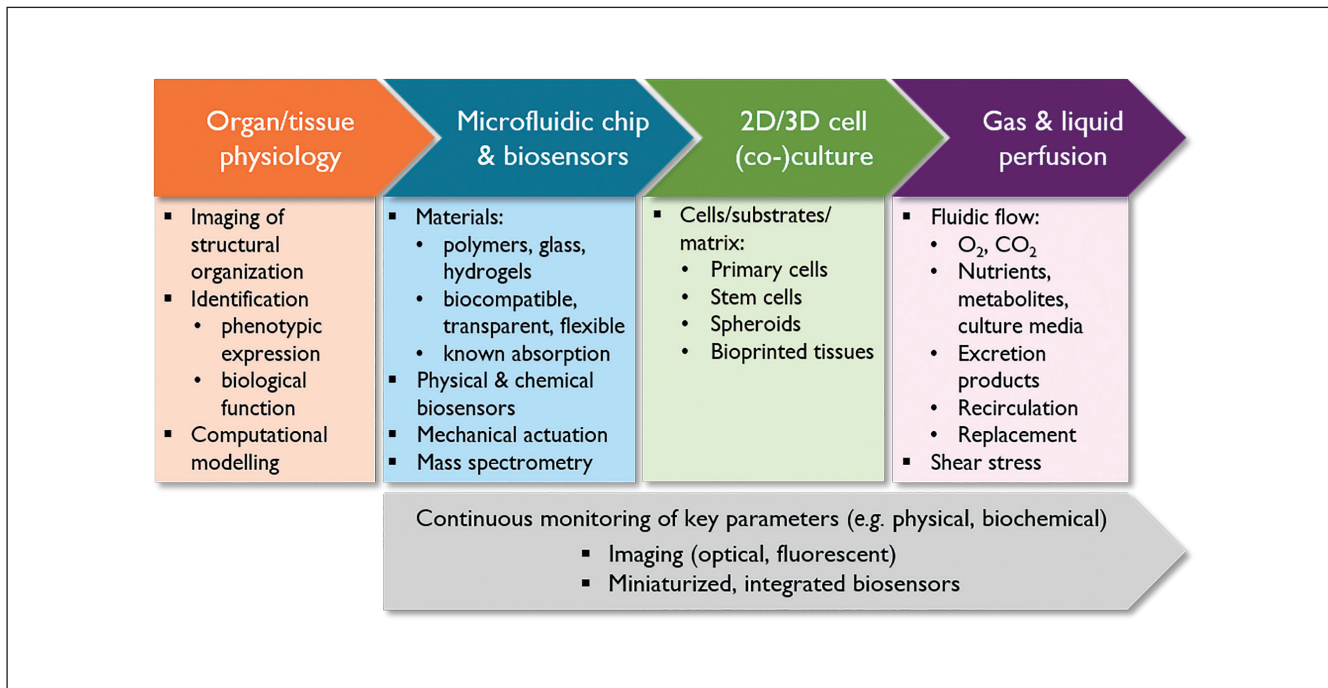 Organ/tissue
physiology
Microfluidic chip
& biosensors
2D/3D cell
(co-)culture
Gas & liquid
perfusion
▪ Imaging of
structural
organization
▪ Identification
• phenotypic
expression
• biological
function
▪ Computational
modelling
▪ Materials:
• polymers, glass,
hydrogels
• biocompatible,
transparent, flexible
• known absorption
▪ Physical & chemical
biosensors
▪ Mechanical actuation
▪ Mass spectrometry
▪ Cells/substrates/
matrix:
• Primary cells
• Stem cells
• Spheroids
• Bioprinted tissues
▪ Fluidic flow:
• O₂, CO₂
• Nutrients,
metabolites,
culture media
• Excretion
products
• Recirculation
• Replacement
▪ Shear stress
Continuous monitoring of key parameters (e.g. physical, biochemical)
▪ Imaging (optical, fluorescent)
▪ Miniaturized, integrated biosensors